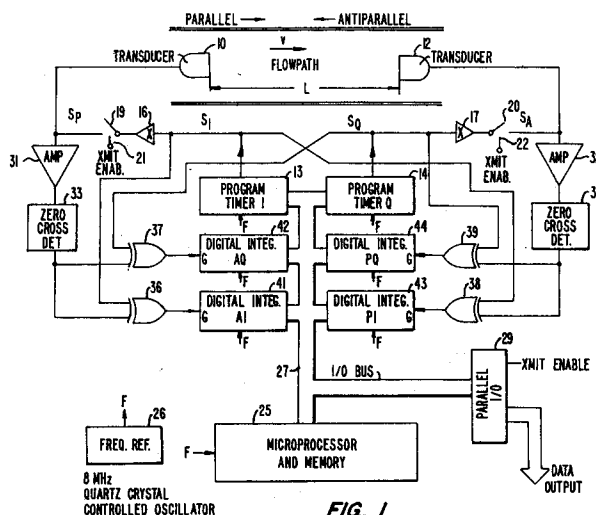 PARALLEL → ← ANTIPARALLEL
10
12
TRANSDUCER
V
FLOWPATH
TRANSDUCER
L
SP
19
16
SI
SQ
17
20
SA
21
XMIT
ENAB.
22
XMIT
ENAB.
31
AMP
AMP
3
33
ZERO
CROSS
DET
3
ZERO
CROSS
DET.
13
PROGRAM
TIMER I
F
14
PROGRAM
TIMER Q
F
37
42
DIGITAL INTEG.
G AQ
44
DIGITAL INTEG.
PQ G
39
36
41
DIGITAL INTEG.
G AI
F
43
DIGITAL INTEG.
PI G
F
38
27
I/O BUS
29
PARALLEL
I/O
XMIT ENABLE
DATA
OUTPUT
F
26
FREQ. REF.
8 MHz
QUARTZ CRYSTAL
CONTROLLED OSCILLATOR
F
25
MICROPROCESSOR
AND MEMORY
FIG. 1